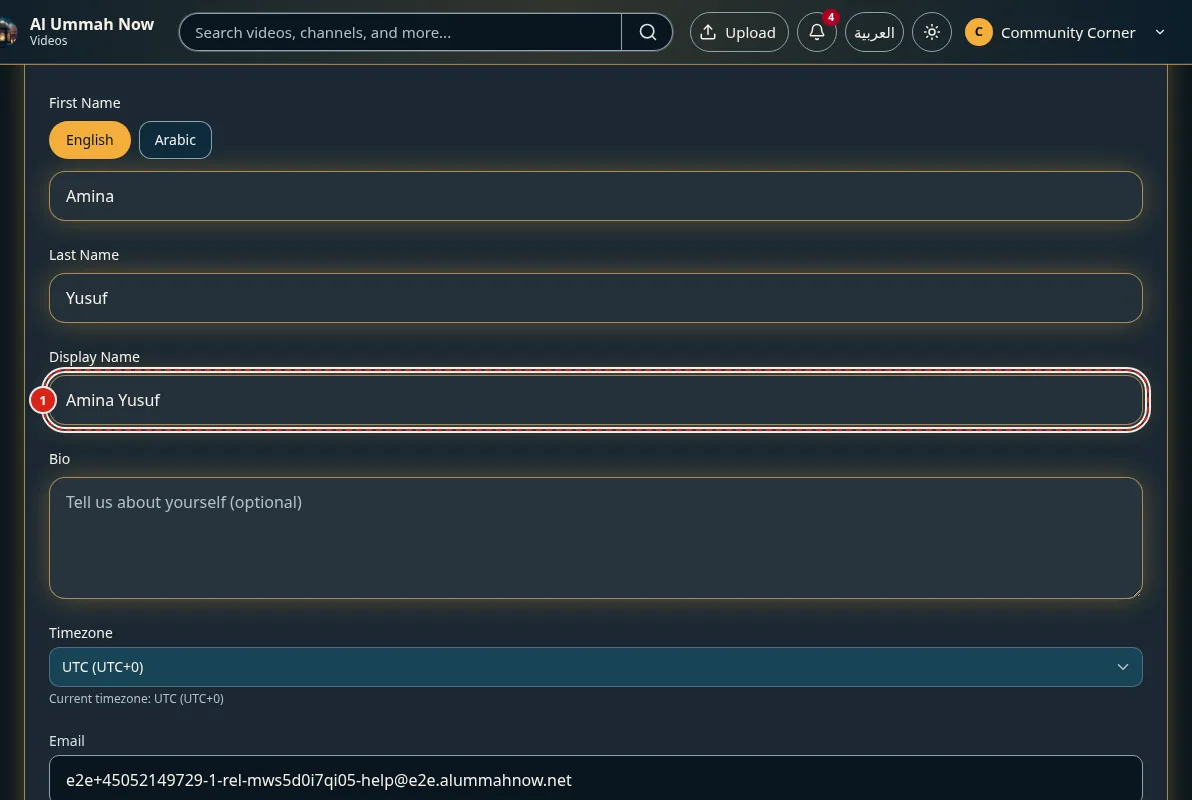 Al Ummah Now
Videos
Search videos, channels, and more...
Upload
4
العربية
C
Community Corner
First Name
English
Arabic
Amina
Last Name
Yusuf
Display Name
1
Amina Yusuf
Bio
Tell us about yourself (optional)
Timezone
UTC (UTC+0)
Current timezone: UTC (UTC+0)
Email
e2e+45052149729-1-rel-mws5d0i7qi05-help@e2e.alummahnow.net